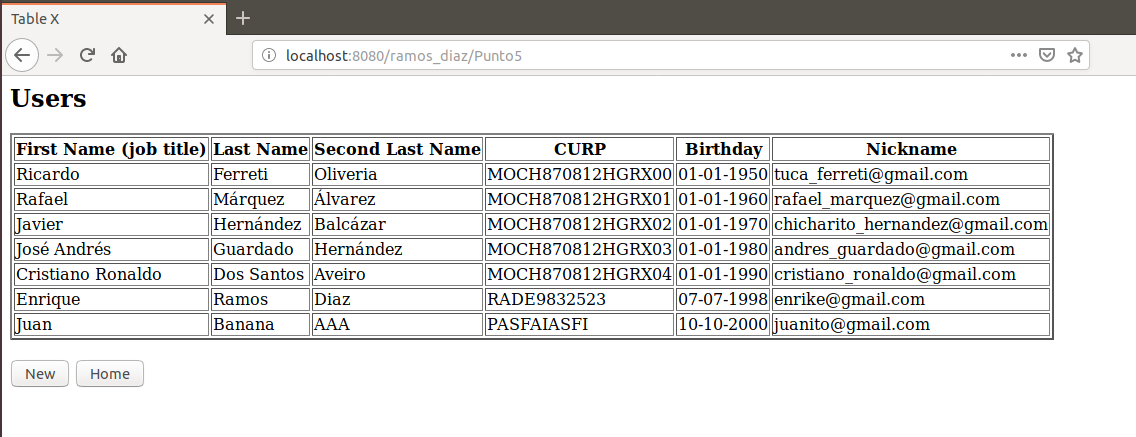 Table X
localhost:8080/ramos_diaz/Punto5
Users
First Name (job title) Last Name Second Last Name CURP Birthday Nickname
Ricardo Ferreti Oliveria MOCH870812HGRX00 01-01-1950 tuca_ferreti@gmail.com
Rafael Márquez Álvarez MOCH870812HGRX01 01-01-1960 rafael_marquez@gmail.com
Javier Hernández Balcázar MOCH870812HGRX02 01-01-1970 chicharito_hernandez@gmail.com
José Andrés Guardado Hernández MOCH870812HGRX03 01-01-1980 andres_guardado@gmail.com
Cristiano Ronaldo Dos Santos Aveiro MOCH870812HGRX04 01-01-1990 cristiano_ronaldo@gmail.com
Enrique Ramos Diaz RADE9832523 07-07-1998 enrike@gmail.com
Juan Banana AAA PASFAIASFI 10-10-2000 juanito@gmail.com
New Home